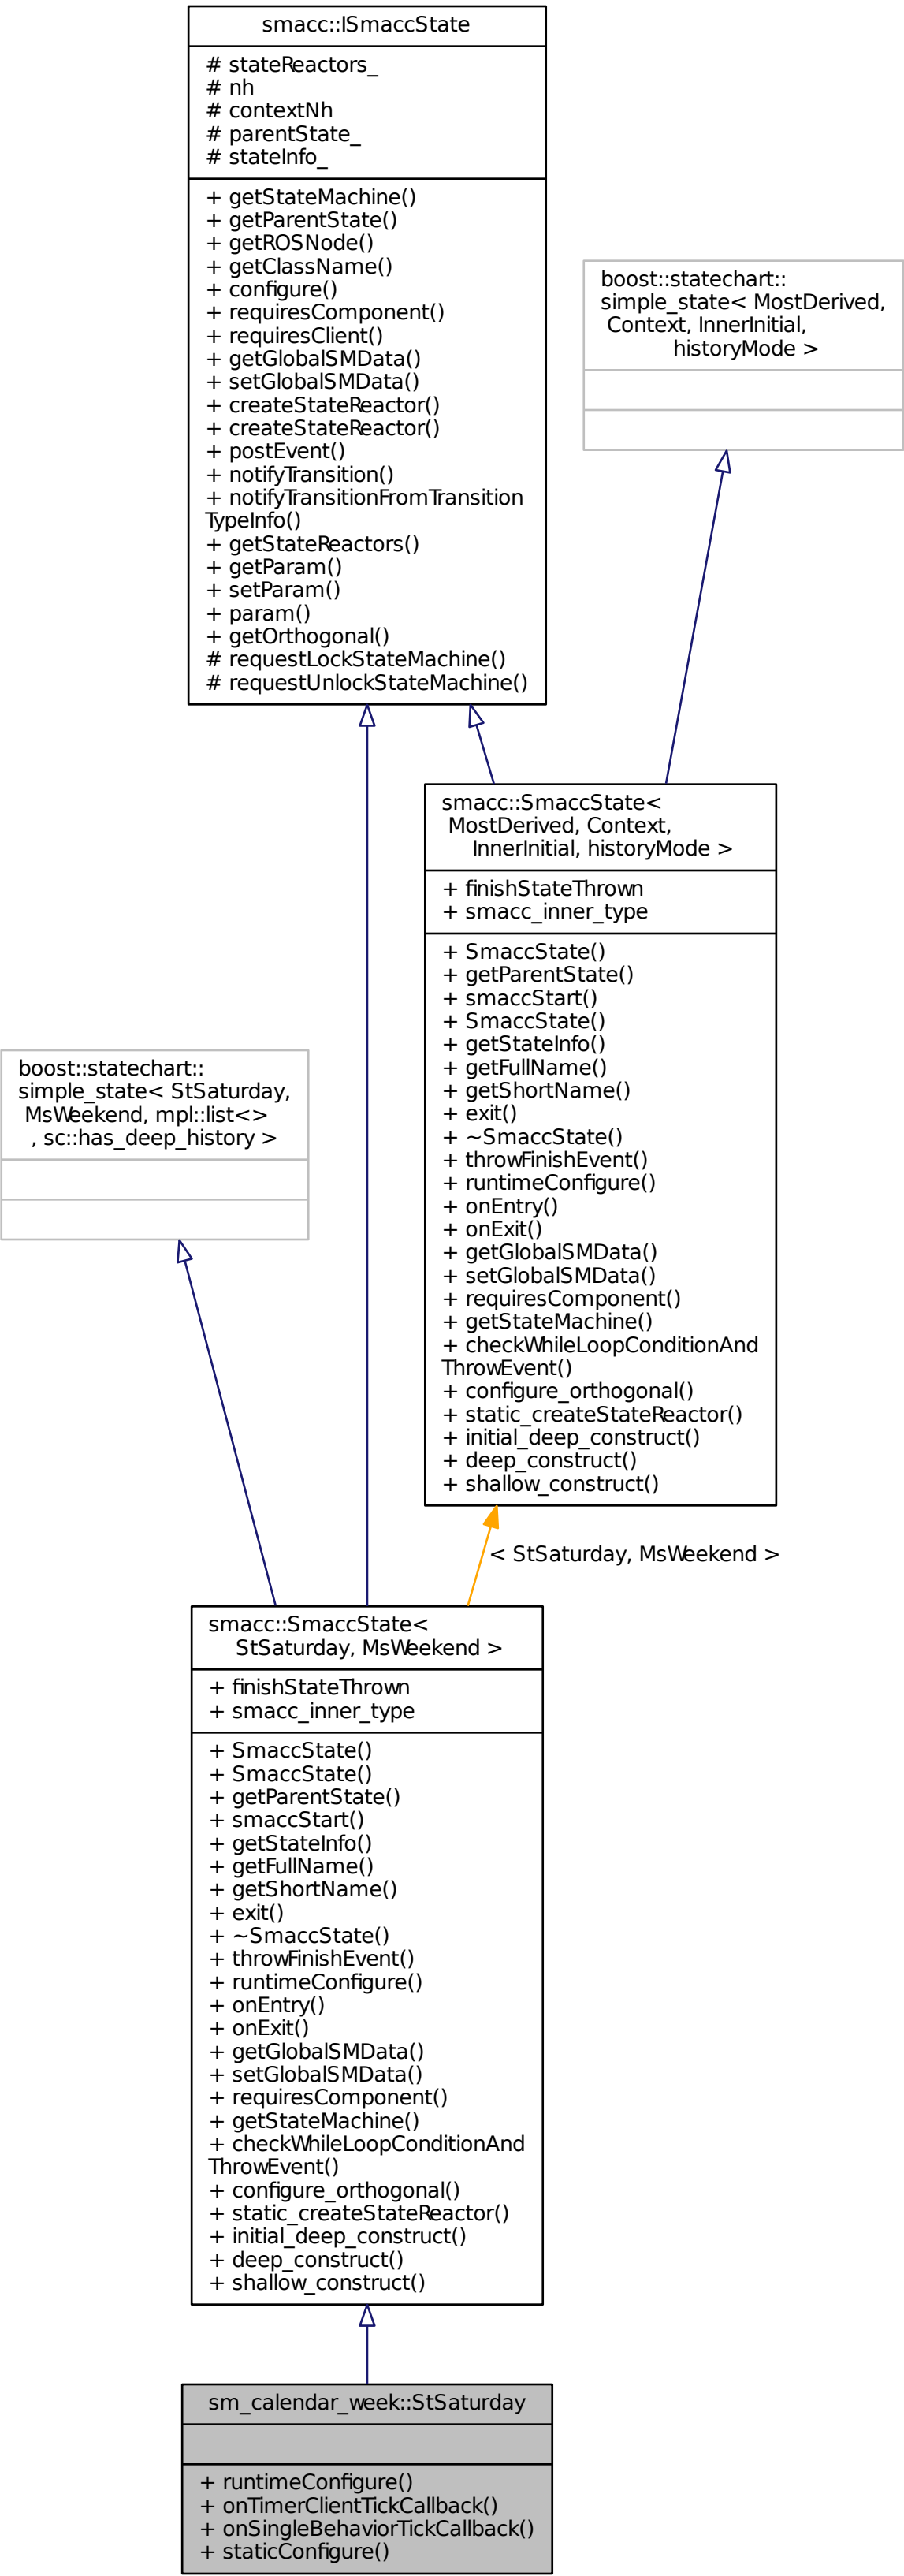 smacc::ISmaccState
# stateReactors_
# nh
# contextNh
# parentState_
# stateInfo_
+ getStateMachine()
+ getParentState()
+ getROSNode()
+ getClassName()
+ configure()
+ requiresComponent()
+ requiresClient()
+ getGlobalSMData()
+ setGlobalSMData()
+ createStateReactor()
+ createStateReactor()
+ postEvent()
+ notifyTransition()
+ notifyTransitionFromTransition
TypeInfo()
+ getStateReactors()
+ getParam()
+ setParam()
+ param()
+ getOrthogonal()
# requestLockStateMachine()
# requestUnlockStateMachine()
boost::statechart::
simple_state< MostDerived,
Context, InnerInitial,
historyMode >
smacc::SmaccState<
MostDerived, Context,
InnerInitial, historyMode >
+ finishStateThrown
+ smacc_inner_type
+ SmaccState()
+ getParentState()
+ smaccStart()
+ SmaccState()
+ getStateInfo()
+ getFullName()
+ getShortName()
+ exit()
+ ~SmaccState()
+ throwFinishEvent()
+ runtimeConfigure()
+ onEntry()
+ onExit()
+ getGlobalSMData()
+ setGlobalSMData()
+ requiresComponent()
+ getStateMachine()
+ checkWhileLoopConditionAnd
ThrowEvent()
+ configure_orthogonal()
+ static_createStateReactor()
+ initial_deep_construct()
+ deep_construct()
+ shallow_construct()
boost::statechart::
simple_state< StSaturday,
MsWeekend, mpl::list<>
, sc::has_deep_history >
< StSaturday, MsWeekend >
smacc::SmaccState<
StSaturday, MsWeekend >
+ finishStateThrown
+ smacc_inner_type
+ SmaccState()
+ SmaccState()
+ getParentState()
+ smaccStart()
+ getStateInfo()
+ getFullName()
+ getShortName()
+ exit()
+ ~SmaccState()
+ throwFinishEvent()
+ runtimeConfigure()
+ onEntry()
+ onExit()
+ getGlobalSMData()
+ setGlobalSMData()
+ requiresComponent()
+ getStateMachine()
+ checkWhileLoopConditionAnd
ThrowEvent()
+ configure_orthogonal()
+ static_createStateReactor()
+ initial_deep_construct()
+ deep_construct()
+ shallow_construct()
sm_calendar_week::StSaturday
+ runtimeConfigure()
+ onTimerClientTickCallback()
+ onSingleBehaviorTickCallback()
+ staticConfigure()